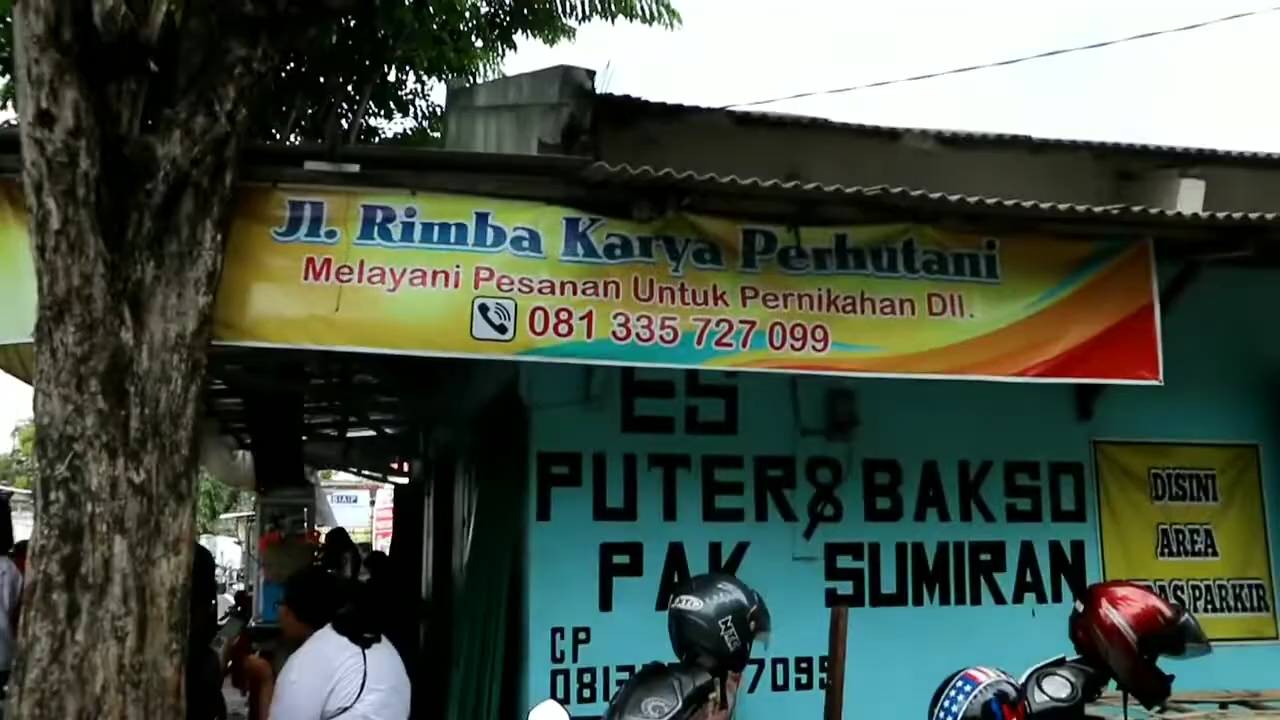 Jl. Rimba Karya Perhutani
Melayani Pesanan Untuk Pernikahan Dll.
081 335 727 099
ES
PUTER & BAKSO
PAK SUMIRAN
CP
DISINI
AREA
PARKIR